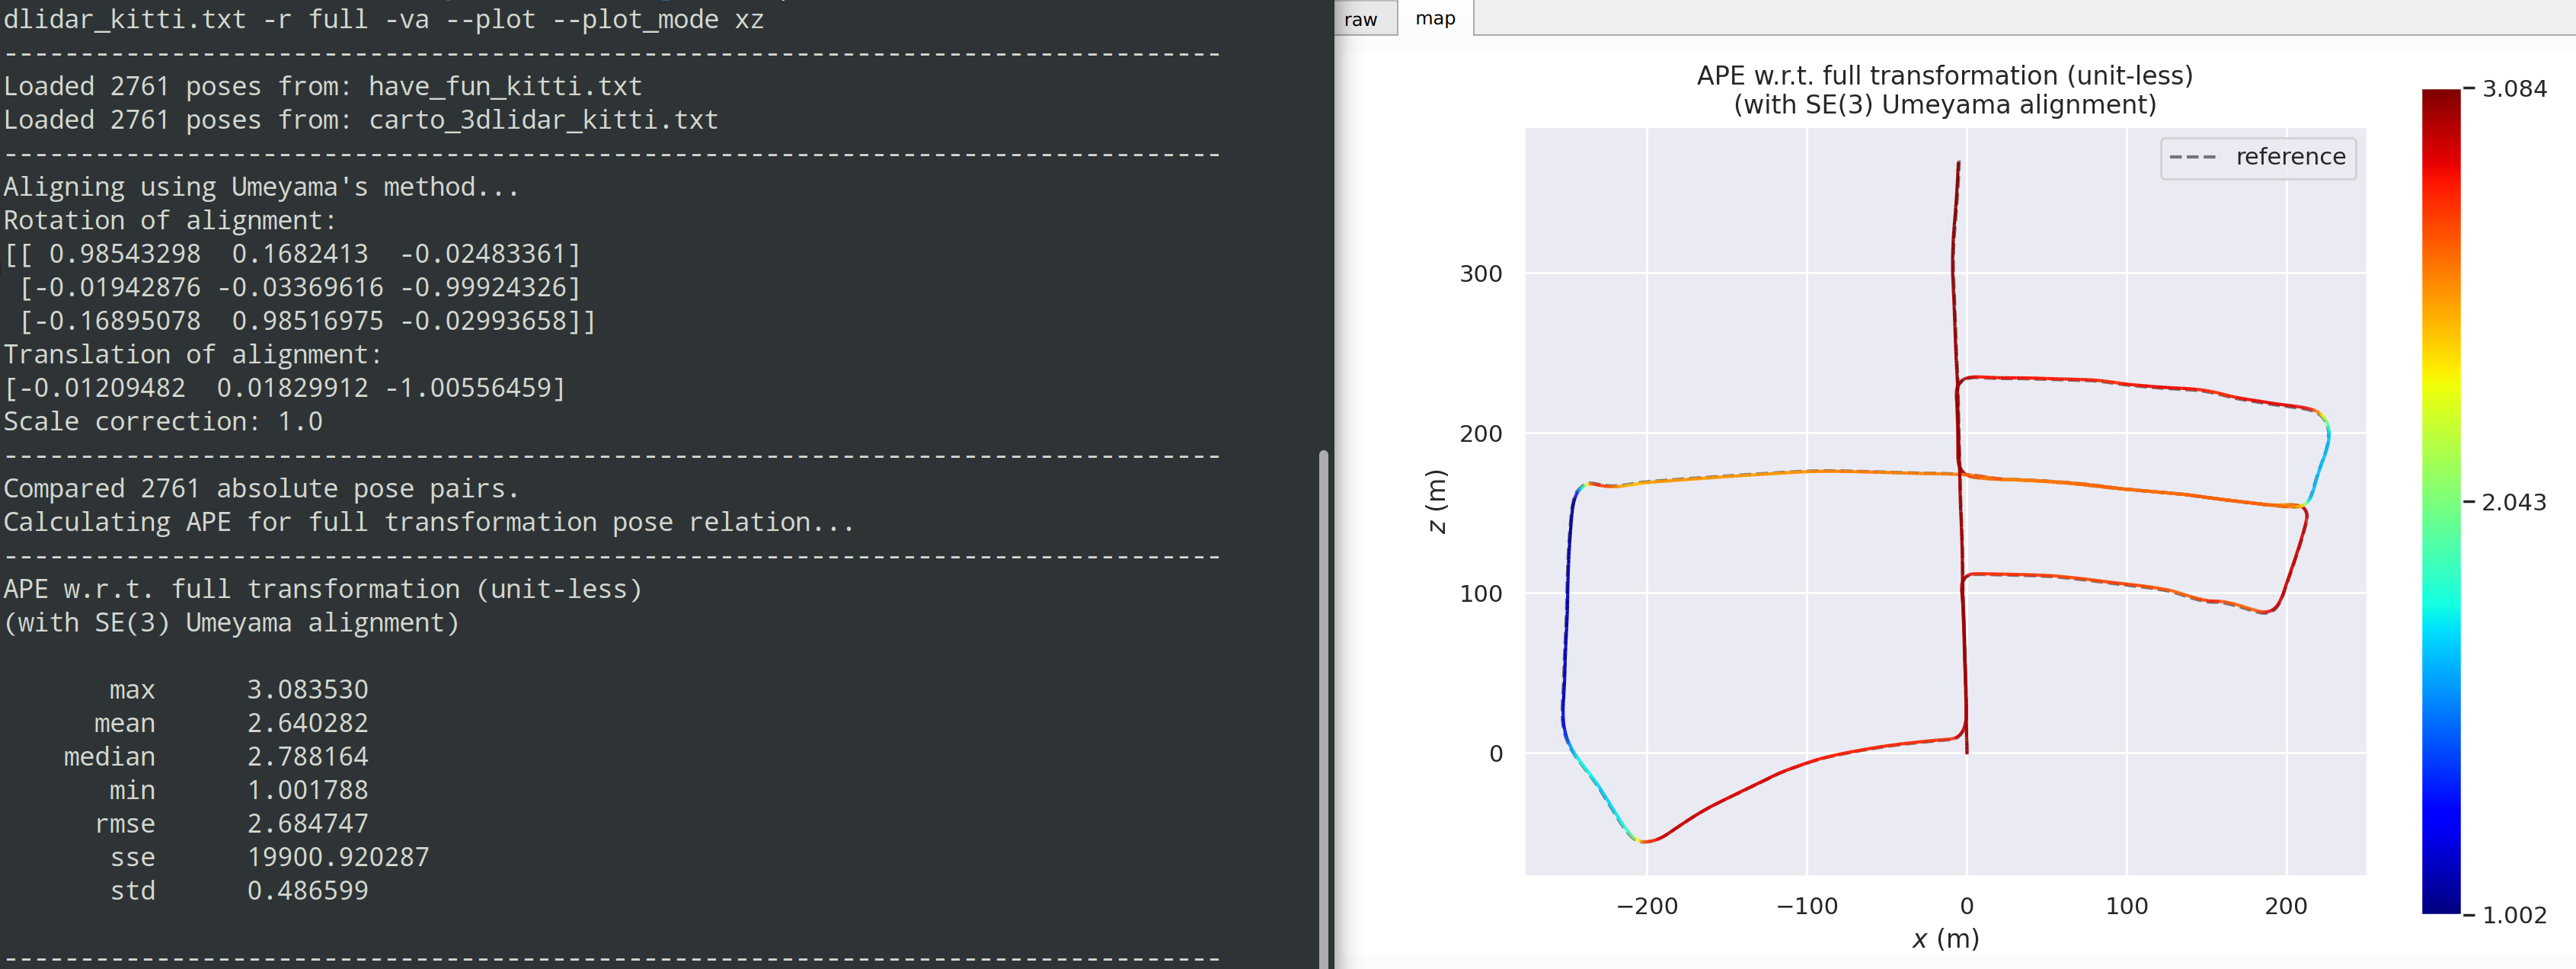 dlidar_kitti.txt -r full -va --plot --plot_mode xz
--------------------------------------------------------------------------------
Loaded 2761 poses from: have_fun_kitti.txt
Loaded 2761 poses from: carto_3dlidar_kitti.txt
--------------------------------------------------------------------------------
Aligning using Umeyama's method...
Rotation of alignment:
[[ 0.98543298  0.1682413  -0.02483361]
 [-0.01942876 -0.03369616 -0.99924326]
 [-0.16895078  0.98516975 -0.02993658]]
Translation of alignment:
[-0.01209482  0.01829912 -1.00556459]
Scale correction: 1.0
--------------------------------------------------------------------------------
Compared 2761 absolute pose pairs.
Calculating APE for full transformation pose relation...
--------------------------------------------------------------------------------
APE w.r.t. full transformation (unit-less)
(with SE(3) Umeyama alignment)
max 3.083530
mean 2.640282
median 2.788164
min 1.001788
rmse 2.684747
sse 19900.920287
std 0.486599
--------------------------------------------------------------------------------
raw map
APE w.r.t. full transformation (unit-less)
(with SE(3) Umeyama alignment)
reference
z (m)
300
200
100
0
−200 −100 0 100 200
x (m)
3.084
2.043
1.002